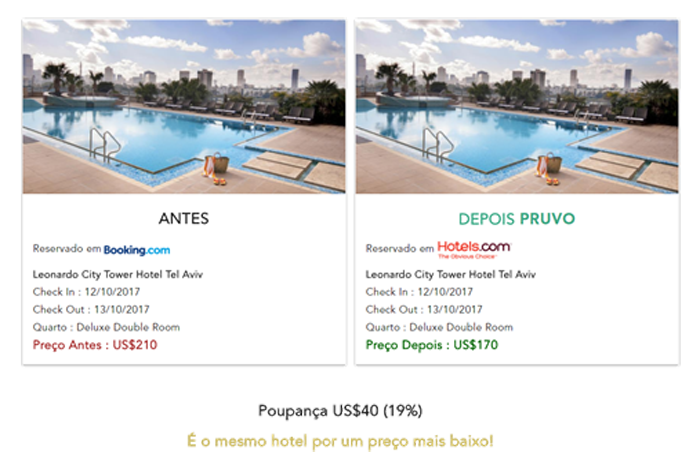 ANTES
Reservado em Booking.com
Leonardo City Tower Hotel Tel Aviv
Check In : 12/10/2017
Check Out : 13/10/2017
Quarto : Deluxe Double Room
Preço Antes : US$210
DEPOIS PRUVO
Reservado em Hotels.com
The Obvious Choice
Leonardo City Tower Hotel Tel Aviv
Check In : 12/10/2017
Check Out : 13/10/2017
Quarto : Deluxe Double Room
Preço Depois : US$170
Poupança US$40 (19%)
É o mesmo hotel por um preço mais baixo!